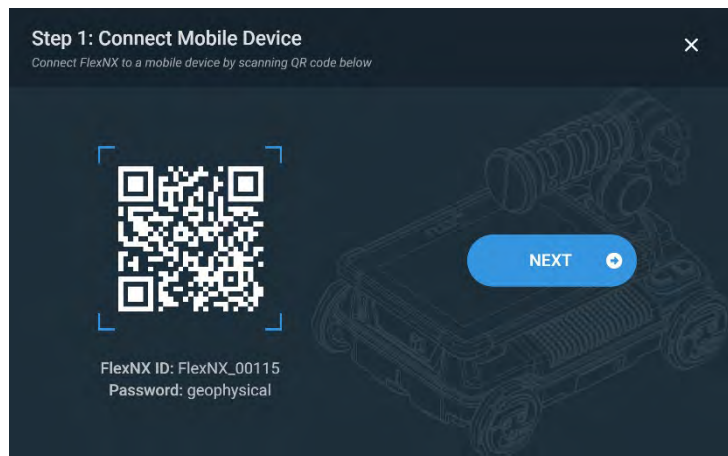 Step 1: Connect Mobile Device
Connect FlexNX to a mobile device by scanning QR code below
NEXT
FlexNX ID: FlexNX_00115
Password: geophysical